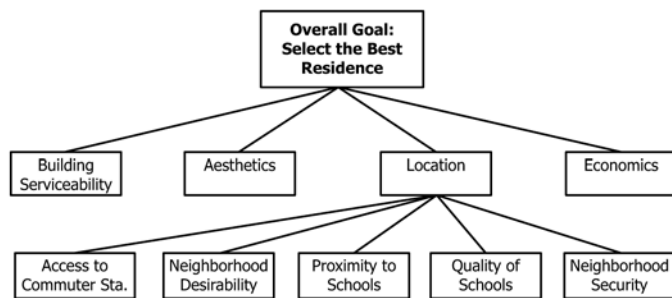 Overall Goal:
Select the Best
Residence
Building
Serviceability
Aesthetics
Location
Economics
Access to
Commuter Sta.
Neighborhood
Desirability
Proximity to
Schools
Quality of
Schools
Neighborhood
Security